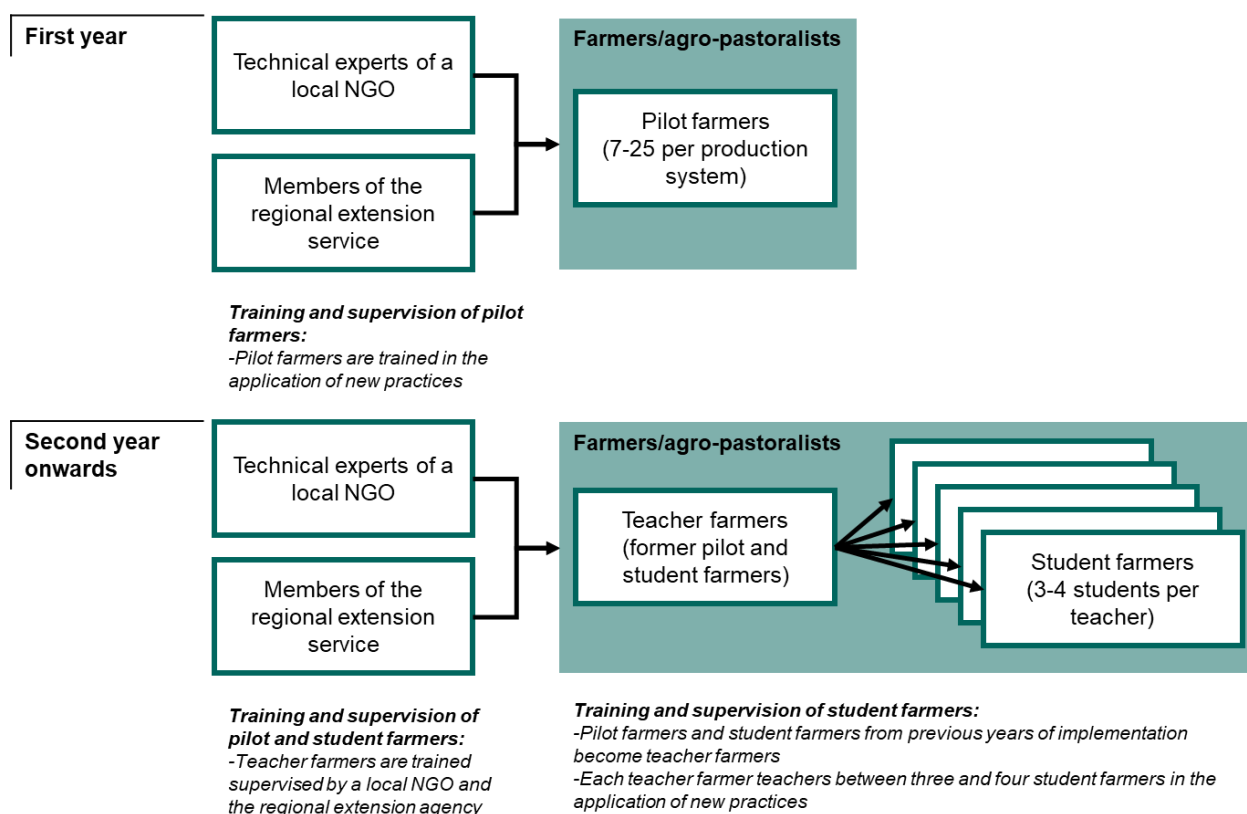 First year
Technical experts of a
local NGO
Members of the
regional extension
service
Farmers/agro-pastoralists
Pilot farmers
(7-25 per production
system)
Training and supervision of pilot
farmers:
-Pilot farmers are trained in the
application of new practices
Second year
onwards
Technical experts of a
local NGO
Members of the
regional extension
service
Farmers/agro-pastoralists
Teacher farmers
(former pilot and
student farmers)
Student farmers
(3-4 students per
teacher)
Training and supervision of
pilot and student farmers:
-Teacher farmers are trained
supervised by a local NGO and
the regional extension agency
Training and supervision of student farmers:
-Pilot farmers and student farmers from previous years of implementation
become teacher farmers
-Each teacher farmer teachers between three and four student farmers in the
application of new practices